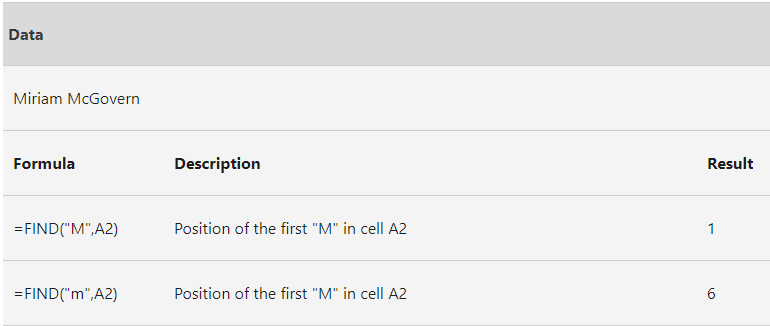 Data
Miriam McGovern
Formula Description Result
=FIND("M",A2) Position of the first "M" in cell A2 1
=FIND("m",A2) Position of the first "M" in cell A2 6